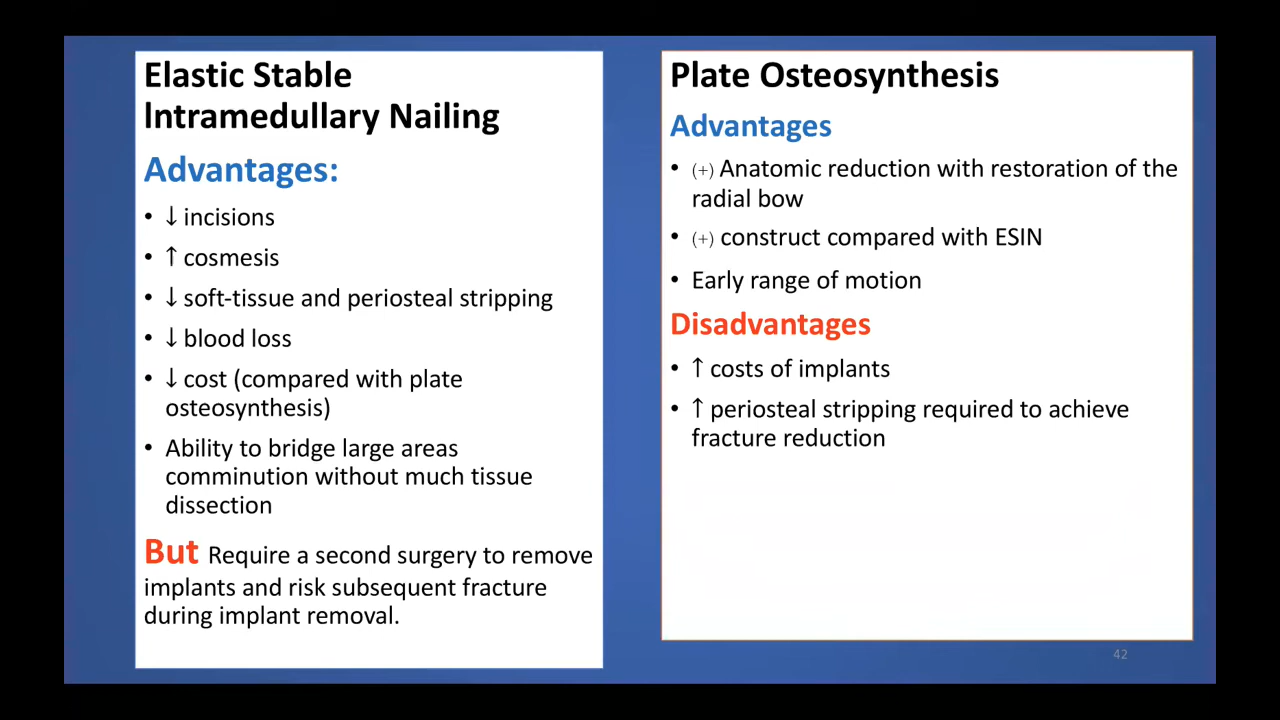 Elastic Stable
Intramedullary Nailing
Advantages:
• ↓ incisions
• ↑ cosmesis
• ↓ soft-tissue and periosteal stripping
• ↓ blood loss
• ↓ cost (compared with plate
osteosynthesis)
• Ability to bridge large areas
comminution without much tissue
dissection
But Require a second surgery to remove
implants and risk subsequent fracture
during implant removal.
Plate Osteosynthesis
Advantages
• (+) Anatomic reduction with restoration of the
radial bow
• (+) construct compared with ESIN
• Early range of motion
Disadvantages
• ↑ costs of implants
• ↑ periosteal stripping required to achieve
fracture reduction
42